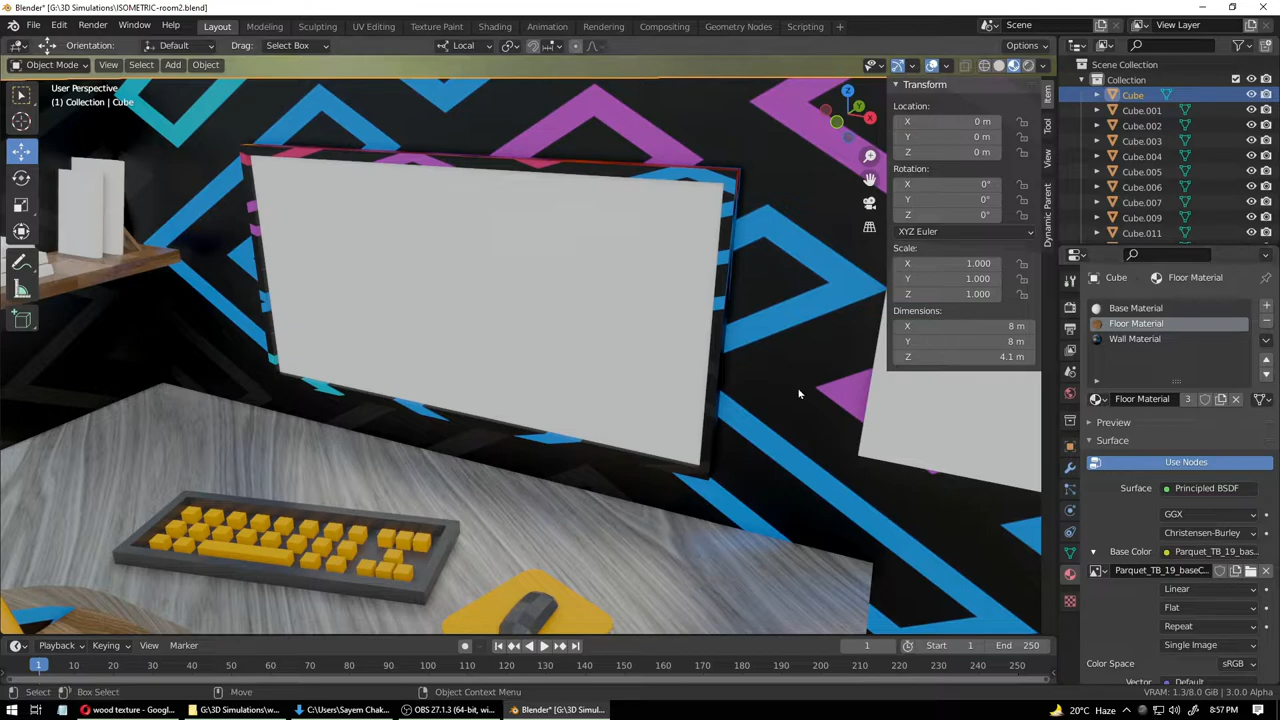 Blender* [G:\3D Simulations\ISOMETRIC-room2.blend]
File Edit Render Window Help Layout Modeling Sculpting UV Editing Texture Paint Shading Animation Rendering Compositing Geometry Nodes Scripting Scene View Layer
Orientation: Default Drag: Select Box Local Options
Object Mode View Select Add Object
User Perspective
(1) Collection | Cube
Transform
Location:
X 0 m
Y 0 m
Z 0 m
Rotation:
X 0°
Y 0°
Z 0°
XYZ Euler
Scale:
X 1.000
Y 1.000
Z 1.000
Dimensions:
X 8 m
Y 8 m
Z 4.1 m
Item
Tool
View
Dynamic Parent
Z
Y
X
Scene Collection
Collection
Cube
Cube.001
Cube.002
Cube.003
Cube.004
Cube.005
Cube.006
Cube.007
Cube.009
Cube.011
Cube Floor Material
Base Material
Floor Material
Wall Material
Floor Material 3
Preview
Surface
Use Nodes
Surface Principled BSDF
GGX
Christensen-Burley
Base Color Parquet_TB_19_bas...
Parquet_TB_19_baseC...
Linear
Flat
Repeat
Single Image
Color Space sRGB
Vector Default
Playback Keying View Marker 1 Start 1 End 250
1 10 20 30 40 50 60 70 80 90 100 110 120 130 140 150 160 170 180 190 200 210 220 230 240 250
Select Box Select Move Object Context Menu VRAM: 1.3/8.0 GiB | 3.0.0 Alpha
wood texture - Googl... G:\3D Simulations\w... C:\Users\Sayem Chak... OBS 27.1.3 (64-bit, wi... Blender* [G:\3D Simul... 20°C Haze 8:57 PM